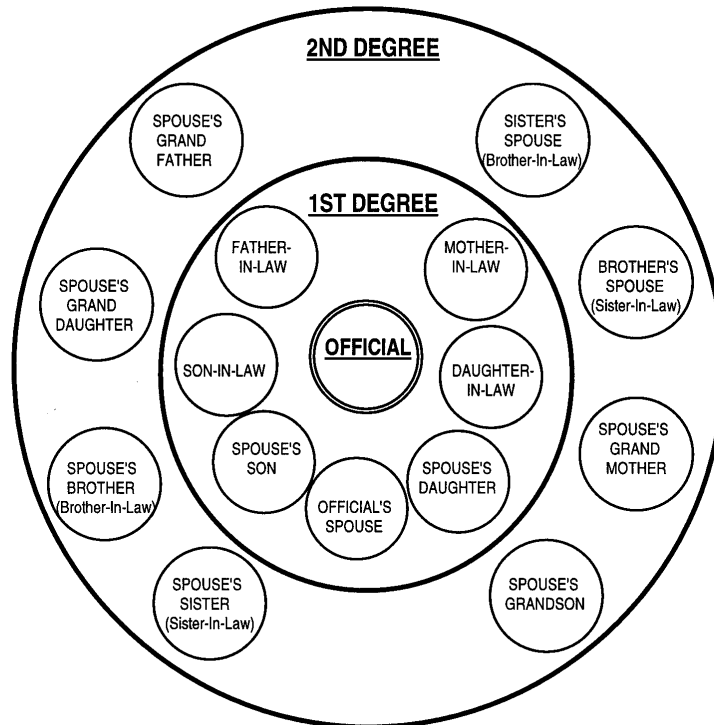 2ND DEGREE
SPOUSE'S
GRAND
FATHER
SISTER'S
SPOUSE
(Brother-In-Law)
1ST DEGREE
FATHER-
IN-LAW
MOTHER-
IN-LAW
SPOUSE'S
GRAND
DAUGHTER
BROTHER'S
SPOUSE
(Sister-In-Law)
OFFICIAL
SON-IN-LAW
DAUGHTER-
IN-LAW
SPOUSE'S
SON
SPOUSE'S
DAUGHTER
OFFICIAL'S
SPOUSE
SPOUSE'S
BROTHER
(Brother-In-Law)
SPOUSE'S
GRAND
MOTHER
SPOUSE'S
SISTER
(Sister-In-Law)
SPOUSE'S
GRANDSON